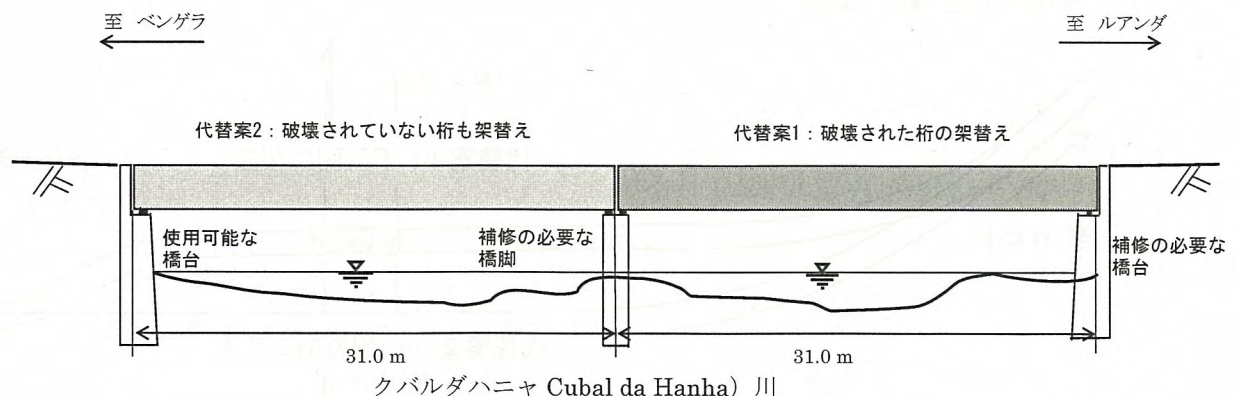 至 ベンゲラ
至 ルアンダ
代替案2：破壊されていない桁も架替え
代替案1：破壊された桁の架替え
使用可能な
橋台
補修の必要な
橋脚
補修の必要な
橋台
31.0 m
31.0 m
クバルダハニャ Cubal da Hanha）川